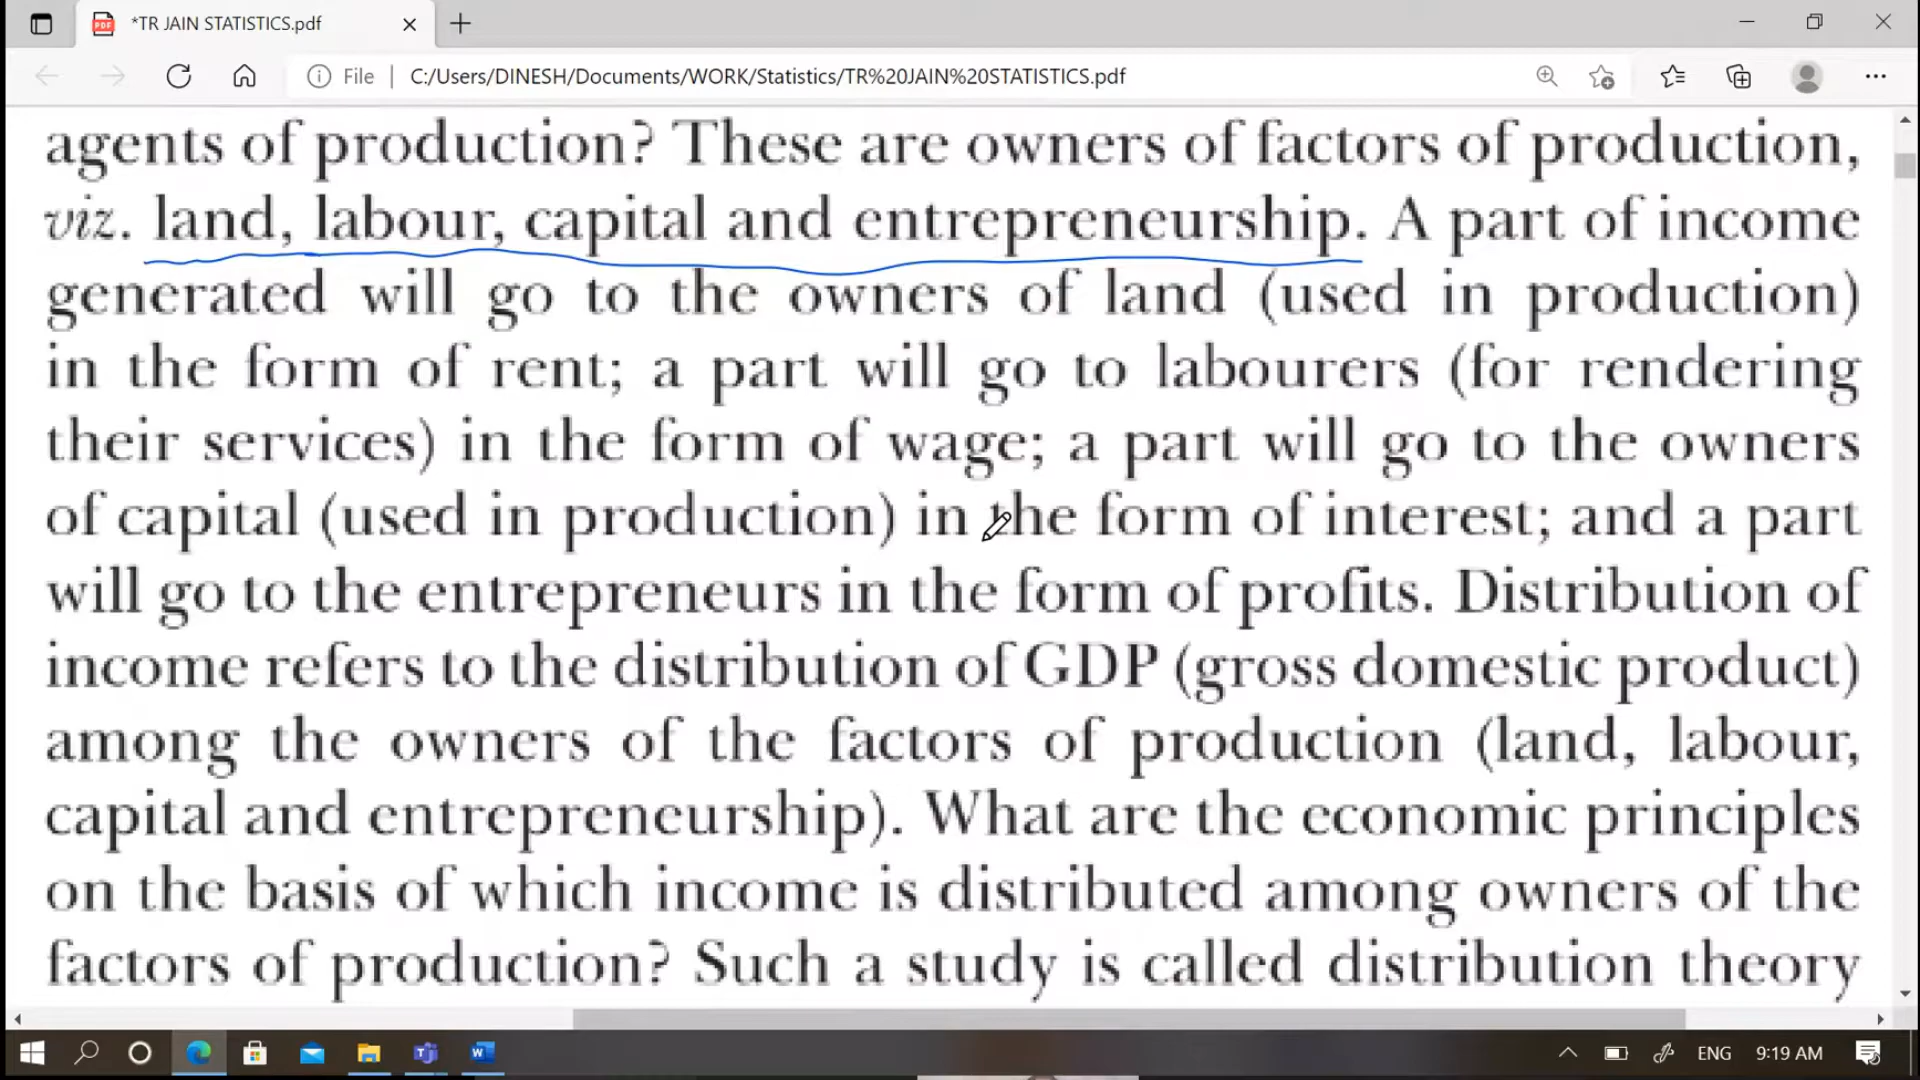 *TR JAIN STATISTICS.pdf
File
C:/Users/DINESH/Documents/WORK/Statistics/TR%20JAIN%20STATISTICS.pdf
agents of production? These are owners of factors of production,
viz. land, labour, capital and entrepreneurship. A part of income
generated will go to the owners of land (used in production)
in the form of rent; a part will go to labourers (for rendering
their services) in the form of wage; a part will go to the owners
of capital (used in production) in the form of interest; and a part
will go to the entrepreneurs in the form of profits. Distribution of
income refers to the distribution of GDP (gross domestic product)
among the owners of the factors of production (land, labour,
capital and entrepreneurship). What are the economic principles
on the basis of which income is distributed among owners of the
factors of production? Such a study is called distribution theory
ENG
9:19 AM